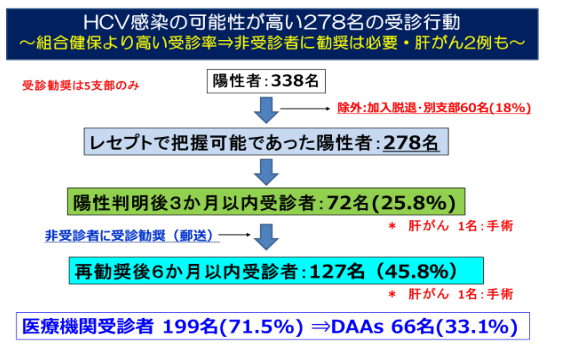 HCV感染の可能性が高い278名の受診行動
～組合健保より高い受診率⇒非受診者に勧奨は必要・肝がん2例も～
受診勧奨は5支部のみ
陽性者：338名
除外:加入脱退・別支部60名(18%)
レセプトで把握可能であった陽性者：278名
陽性判明後３か月以内受診者：72名(25.8%)
＊ 肝がん 1名：手術
非受診者に受診勧奨（郵送）
再勧奨後６か月以内受診者：127名（45.8%）
＊ 肝がん 1名：手術
医療機関受診者 199名(71.5%) ⇒DAAs 66名(33.1%)